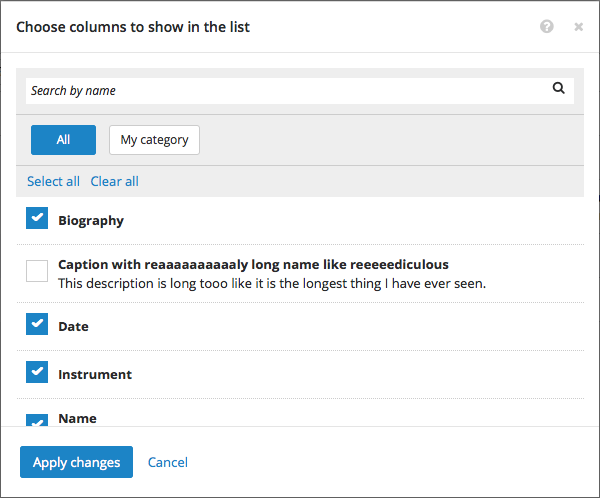 Choose columns to show in the list
Search by name
All My category
Select all Clear all
Biography
Caption with reaaaaaaaaaaly long name like reeeeediculous
This description is long tooo like it is the longest thing I have ever seen.
Date
Instrument
Name
Apply changes Cancel